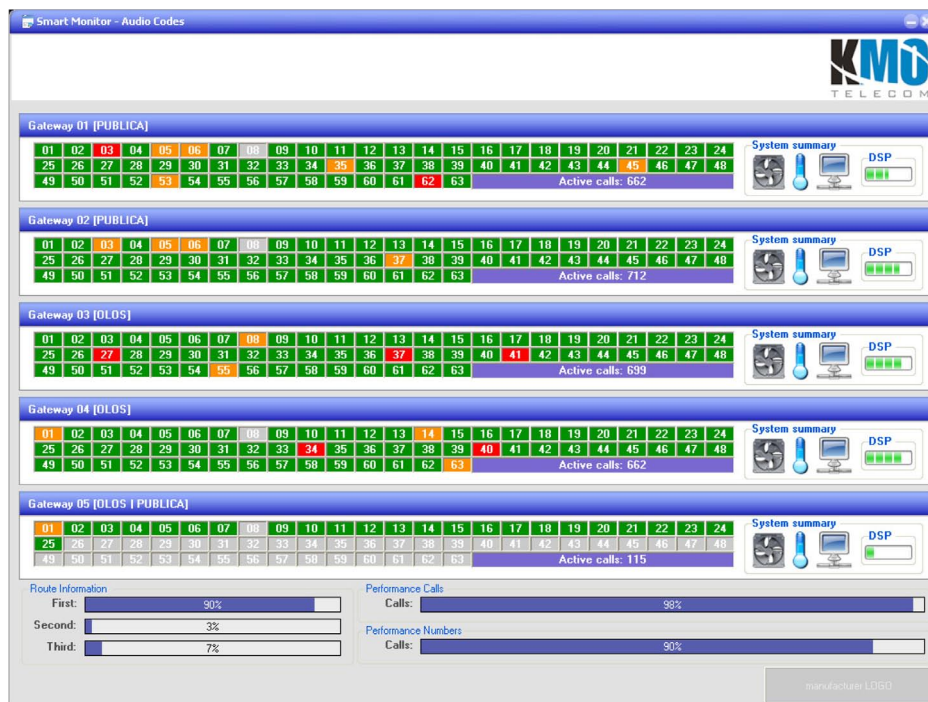 Smart Monitor - Audio Codes
KMO
TELECOM
Gateway 01 [PUBLICA]
01 02 03 04 05 06 07 08 09 10 11 12 13 14 15 16 17 18 19 20 21 22 23 24
25 26 27 28 29 30 31 32 33 34 35 36 37 38 39 40 41 42 43 44 45 46 47 48
49 50 51 52 53 54 55 56 57 58 59 60 61 62 63 Active calls: 662
System summary
DSP
Gateway 02 [PUBLICA]
01 02 03 04 05 06 07 08 09 10 11 12 13 14 15 16 17 18 19 20 21 22 23 24
25 26 27 28 29 30 31 32 33 34 35 36 37 38 39 40 41 42 43 44 45 46 47 48
49 50 51 52 53 54 55 56 57 58 59 60 61 62 63 Active calls: 712
System summary
DSP
Gateway 03 [OLOS]
01 02 03 04 05 06 07 08 09 10 11 12 13 14 15 16 17 18 19 20 21 22 23 24
25 26 27 28 29 30 31 32 33 34 35 36 37 38 39 40 41 42 43 44 45 46 47 48
49 50 51 52 53 54 55 56 57 58 59 60 61 62 63 Active calls: 699
System summary
DSP
Gateway 04 [OLOS]
01 02 03 04 05 06 07 08 09 10 11 12 13 14 15 16 17 18 19 20 21 22 23 24
25 26 27 28 29 30 31 32 33 34 35 36 37 38 39 40 41 42 43 44 45 46 47 48
49 50 51 52 53 54 55 56 57 58 59 60 61 62 63 Active calls: 662
System summary
DSP
Gateway 05 [OLOS | PUBLICA]
01 02 03 04 05 06 07 08 09 10 11 12 13 14 15 16 17 18 19 20 21 22 23 24
25 26 27 28 29 30 31 32 33 34 35 36 37 38 39 40 41 42 43 44 45 46 47 48
49 50 51 52 53 54 55 56 57 58 59 60 61 62 63 Active calls: 115
System summary
DSP
Route Information
First: 90%
Second: 3%
Third: 7%
Performance Calls
Calls: 98%
Performance Numbers
Calls: 90%
manufacturer LOGO